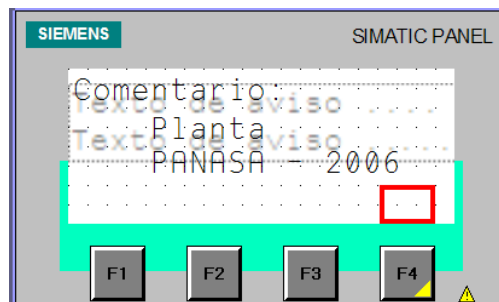 SIEMENS
SIMATIC PANEL
Comentario:
Texto de aviso ....
Planta
Texto de aviso .....
PANASA - 2006
F1
F2
F3
F4